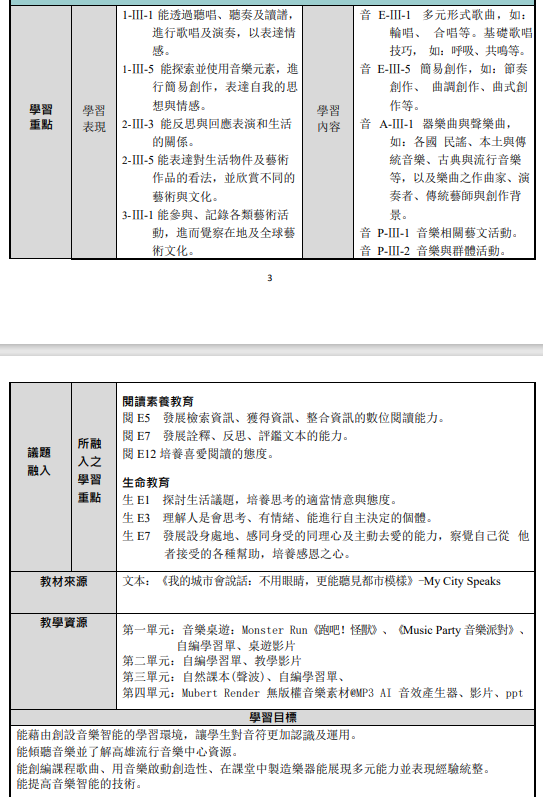 學習
重點
學習
表現
1-III-1 能透過聽唱、聽奏及讀譜，
進行歌唱及演奏，以表達情
感。
1-III-5 能探索並使用音樂元素，進
行簡易創作，表達自我的思
想與情感。
2-III-3 能反思與回應表演和生活
的關係。
2-III-5 能表達對生活物件及藝術
作品的看法，並欣賞不同的
藝術與文化。
3-III-1 能參與、記錄各類藝術活
動，進而覺察在地及全球藝
術文化。
學習
內容
音 E-III-1 多元形式歌曲，如：
輪唱、 合唱等。基礎歌唱
技巧， 如：呼吸、共鳴等。
音 E-III-5 簡易創作，如：節奏
創作、 曲調創作、曲式創
作等。
音 A-III-1 器樂曲與聲樂曲，
如：各國 民謠、本土與傳
統音樂、古典與流行音樂
等，以及樂曲之作曲家、演
奏者、傳統藝師與創作背
景。
音 P-III-1 音樂相關藝文活動。
音 P-III-2 音樂與群體活動。
3
議題
融入
所融
入之
學習
重點
閱讀素養教育
閱 E5 發展檢索資訊、獲得資訊、整合資訊的數位閱讀能力。
閱 E7 發展詮釋、反思、評鑑文本的能力。
閱 E12 培養喜愛閱讀的態度。
生命教育
生 E1 探討生活議題，培養思考的適當情意與態度。
生 E3 理解人是會思考、有情緒、能進行自主決定的個體。
生 E7 發展設身處地、感同身受的同理心及主動去愛的能力，察覺自己從 他
者接受的各種幫助，培養感恩之心。
教材來源
文本：《我的城市會說話：不用眼睛，更能聽見都市模樣》-My City Speaks
教學資源
第一單元：音樂桌遊：Monster Run《跑吧！怪獸》、《Music Party 音樂派對》、
自編學習單、桌遊影片
第二單元：自編學習單、教學影片
第三單元：自然課本(聲波)、自編學習單、
第四單元：Mubert Render 無版權音樂素材@MP3 AI 音效產生器、影片、ppt
學習目標
能藉由創設音樂智能的學習環境，讓學生對音符更加認識及運用。
能傾聽音樂並了解高雄流行音樂中心資源。
能創編課程歌曲、用音樂啟動創造性、在課堂中製造樂器能展現多元能力並表現經驗統整。
能提高音樂智能的技術。